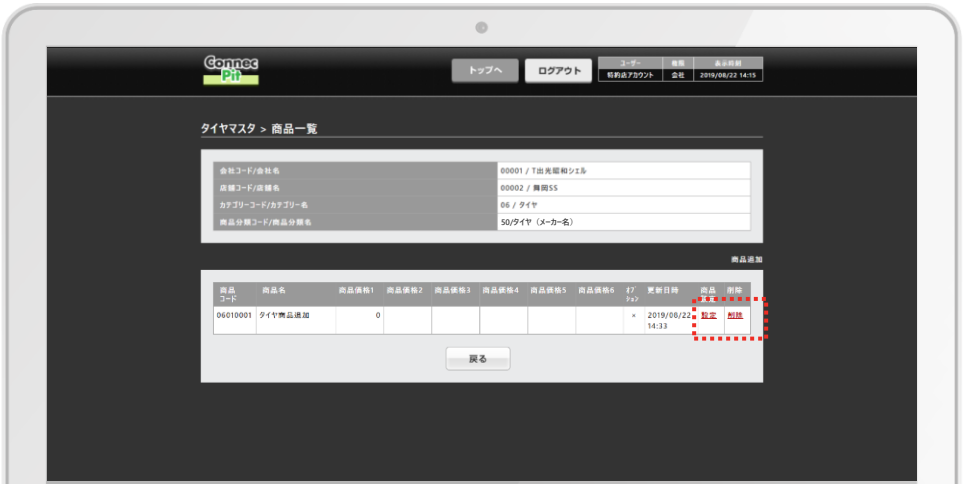 Connec
Pit
トップへ
ログアウト
ユーザー 種類 表示時刻
特約店アカウント 会社 2019/08/22 14:15
タイヤマスタ > 商品一覧
会社コード/会社名 00001 / T出光昭和シェル
店舗コード/店舗名 00002 / 舞岡SS
カテゴリーコード/カテゴリー名 06 / タイヤ
商品分類コード/商品分類名 50/タイヤ（メーカー名）
商品追加
商品 商品名 商品価格1 商品価格2 商品価格3 商品価格4 商品価格5 商品価格6 オプ 更新日時 商品 削除
コード ション
06010001 タイヤ商品追加 0 × 2019/08/22 設定 削除
14:33
戻る